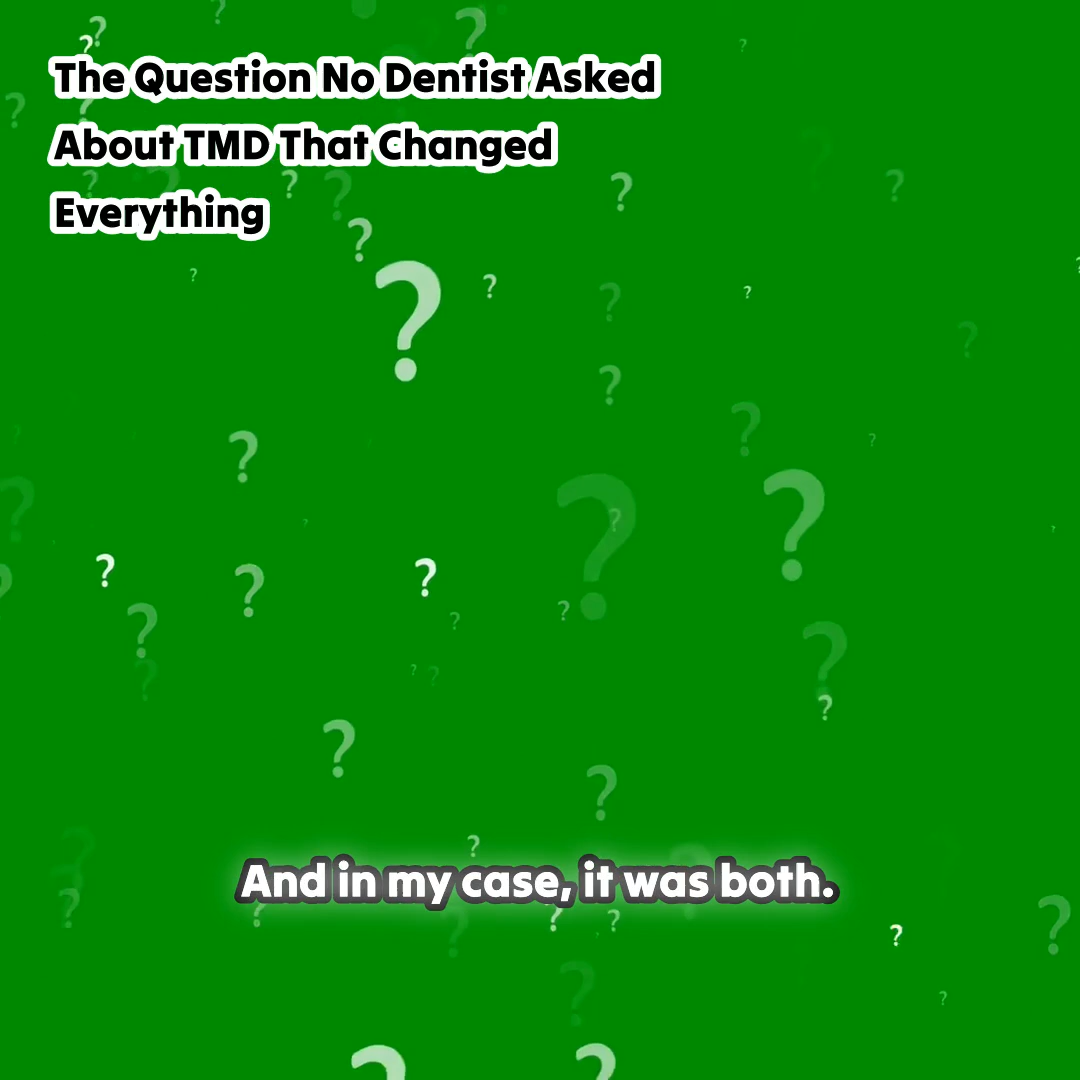 The Question No Dentist Asked
About TMD That Changed
Everything
And in my case, it was both.